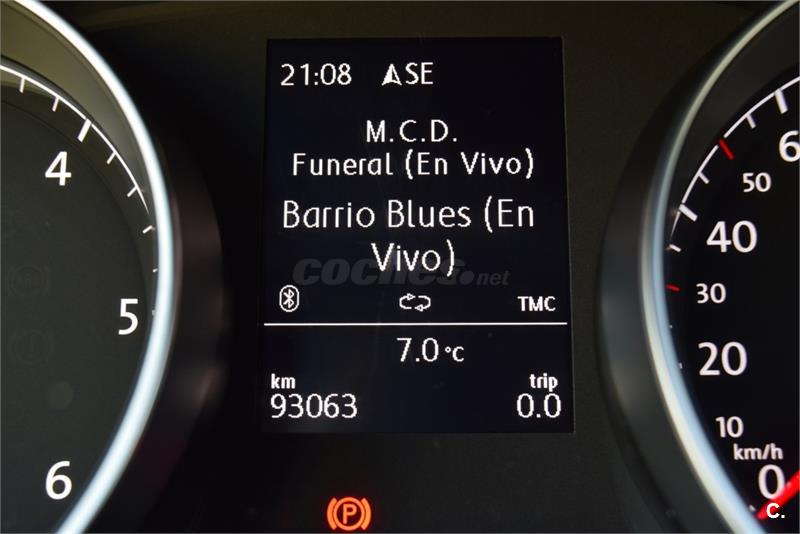 21:08 SE
M.C.D.
Funeral (En Vivo)
Barrio Blues (En
Vivo)
coches.net
TMC
7.0 °C
km trip
93063 0.0
4
5
6
6
50
40
30
20
10
km/h
0
P
C.